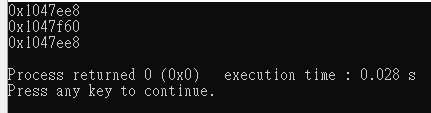 0x1047ee8
0x1047f60
0x1047ee8
Process returned 0 (0x0)   execution time : 0.028 s
Press any key to continue.